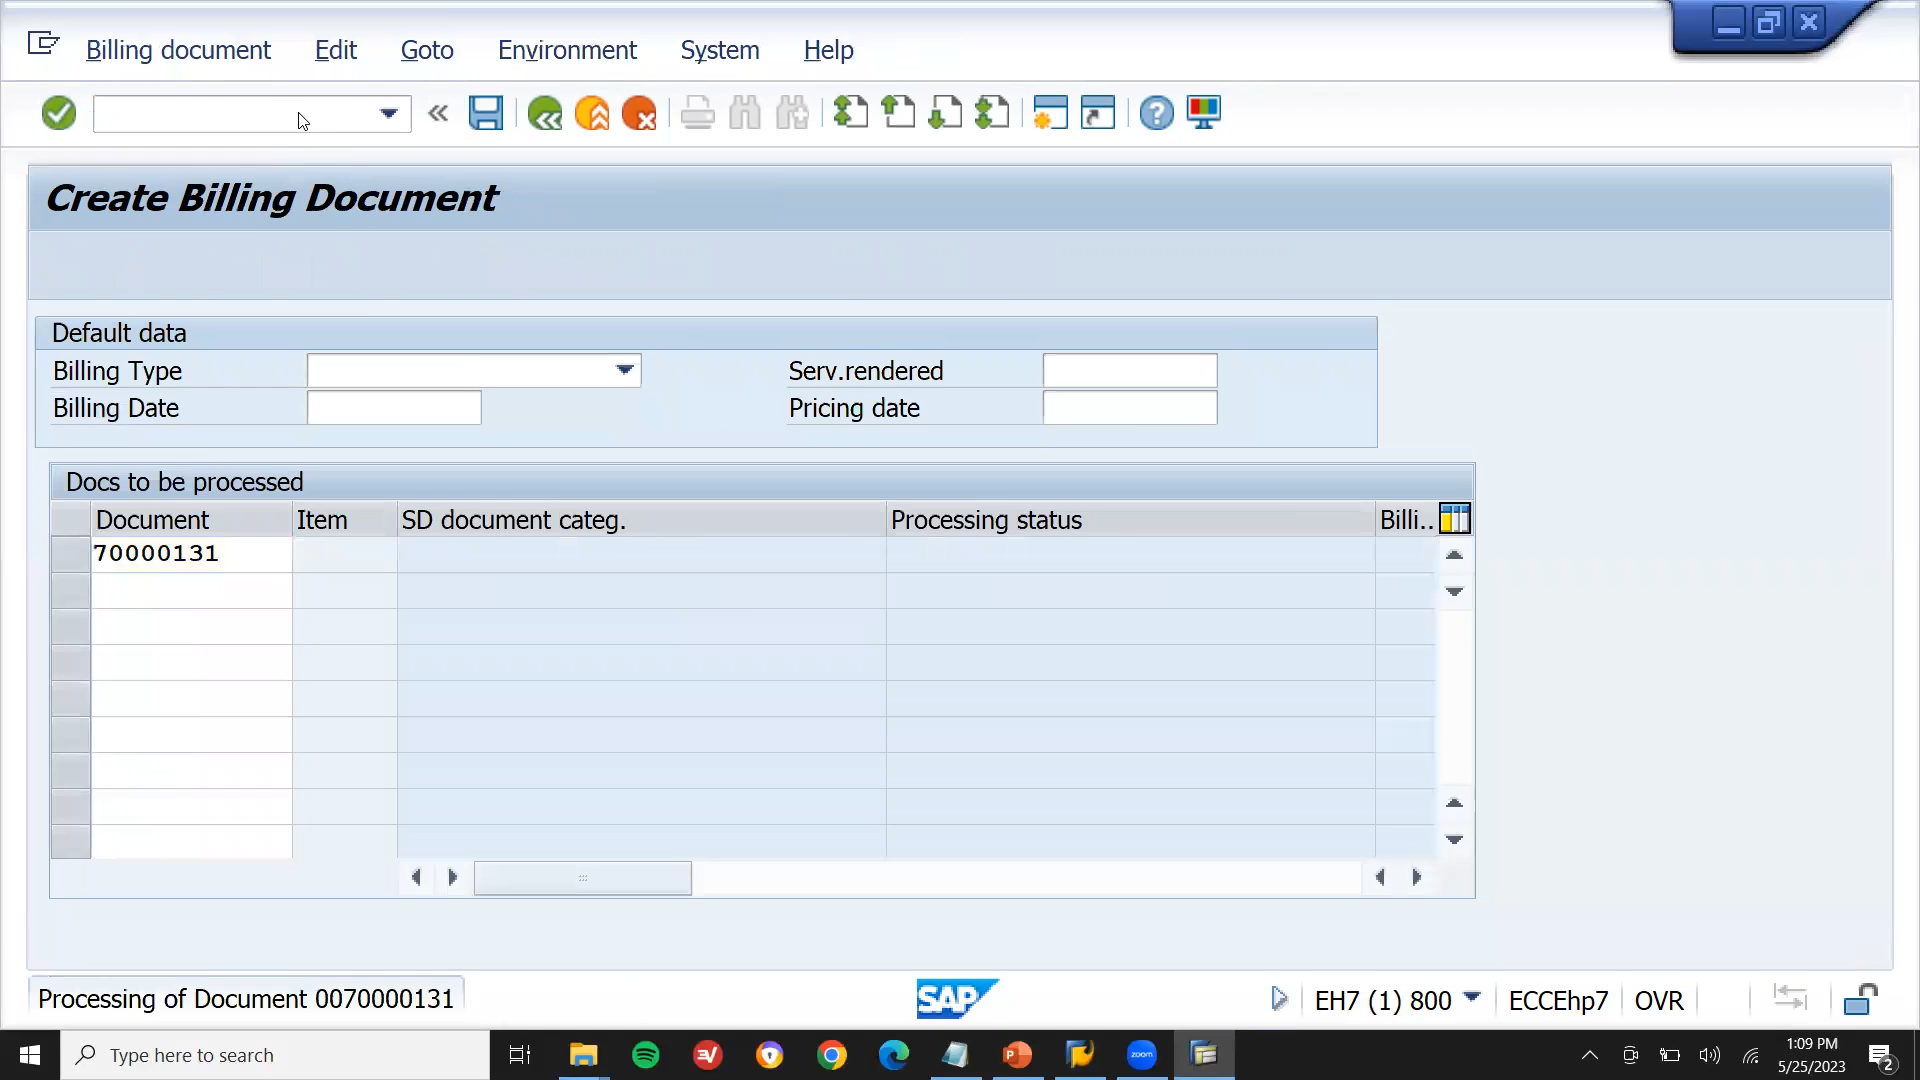 Billing document Edit Goto Environment System Help
Create Billing Document
Default data
Billing Type Serv.rendered
Billing Date Pricing date
Docs to be processed
Document Item SD document categ. Processing status Billi..
70000131
Processing of Document 0070000131 SAP EH7 (1) 800 ECCEhp7 OVR
Type here to search
P
zoom
1:09 PM
5/25/2023
2